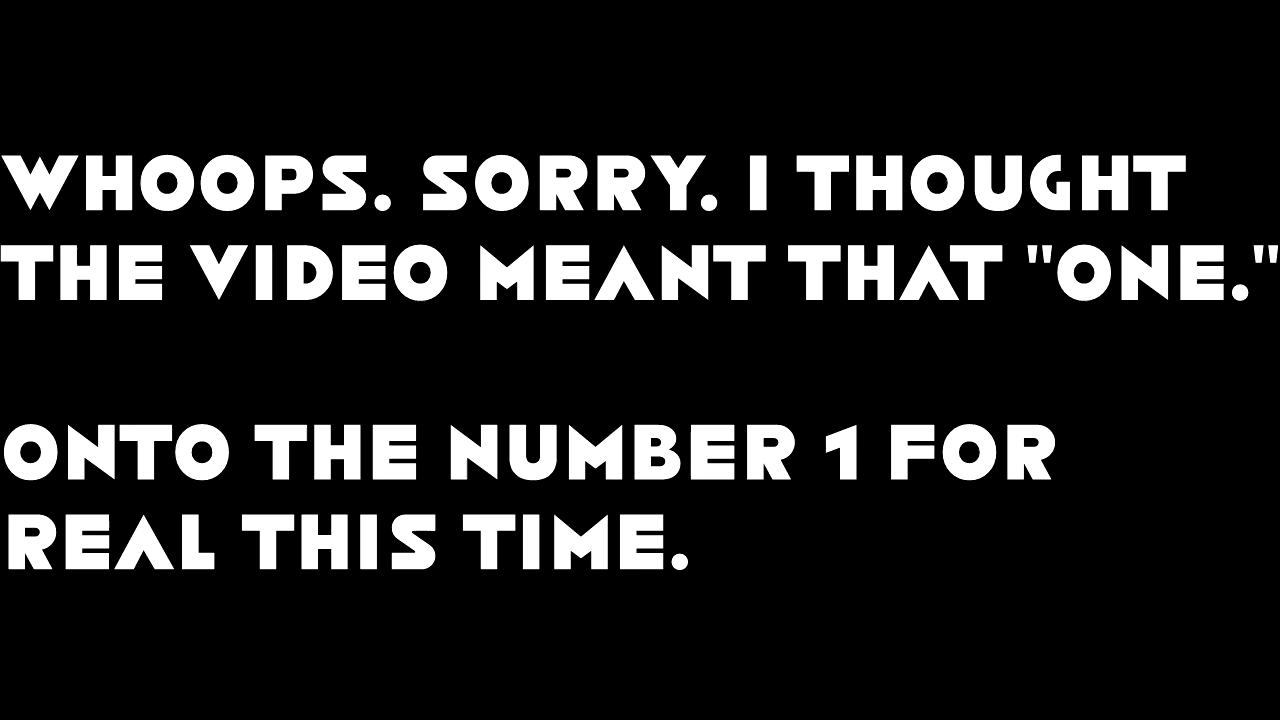 WHOOPS. SORRY. I THOUGHT
THE VIDEO MEANT THAT "ONE."
ONTO THE NUMBER 1 FOR
REAL THIS TIME.